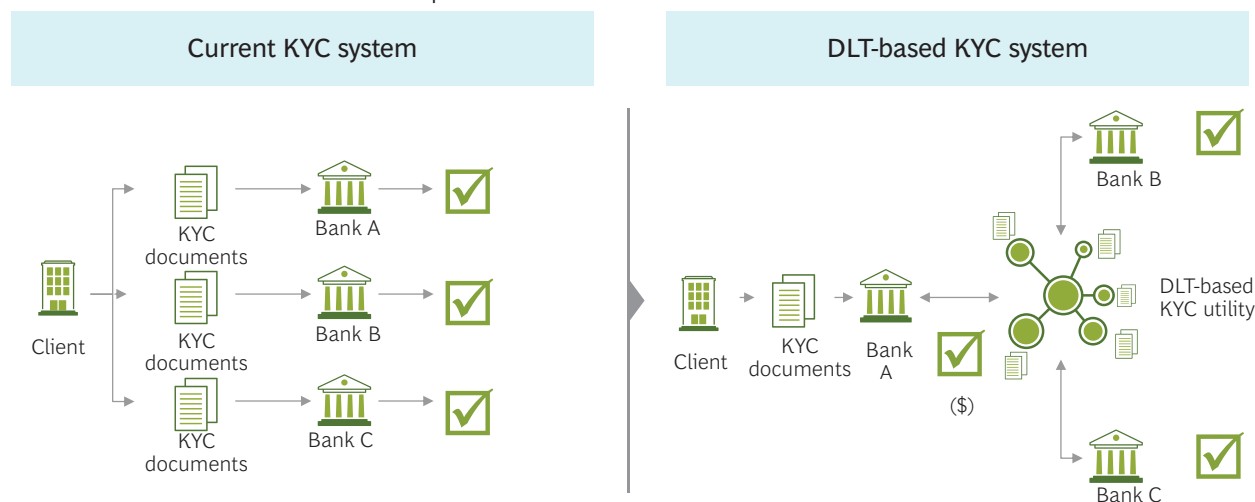 Current KYC system
KYC
documents
Bank A
KYC
documents
Bank B
Client
KYC
documents
Bank C
DLT-based KYC system
Bank B
Client
KYC
documents
Bank
A
($)
DLT-based
KYC utility
Bank C